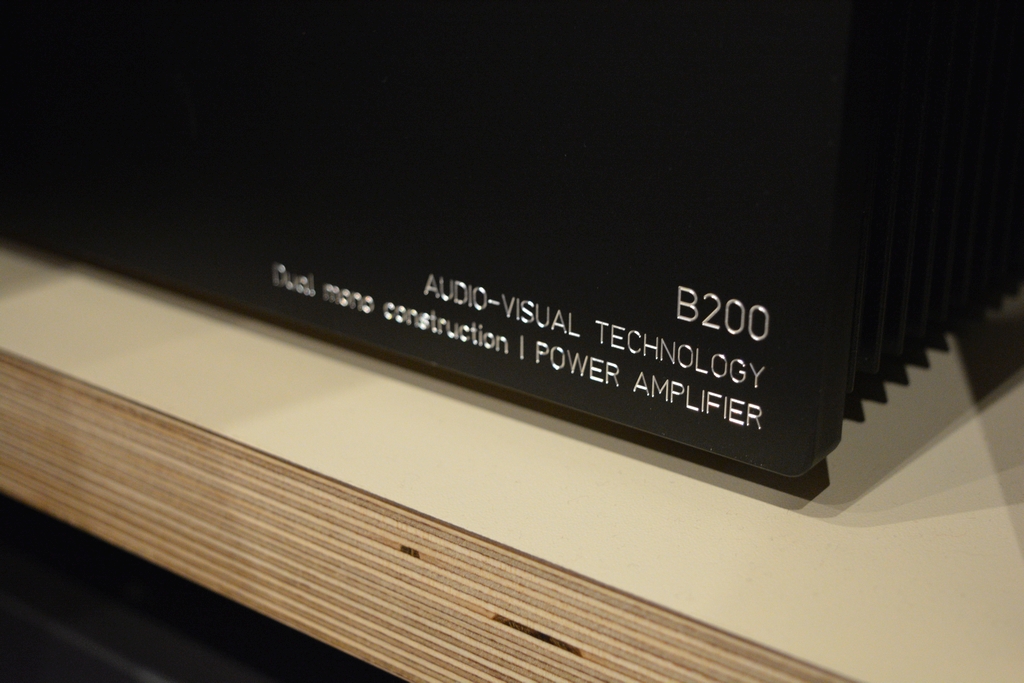 B200
AUDIO-VISUAL TECHNOLOGY
Dual mono construction | POWER AMPLIFIER